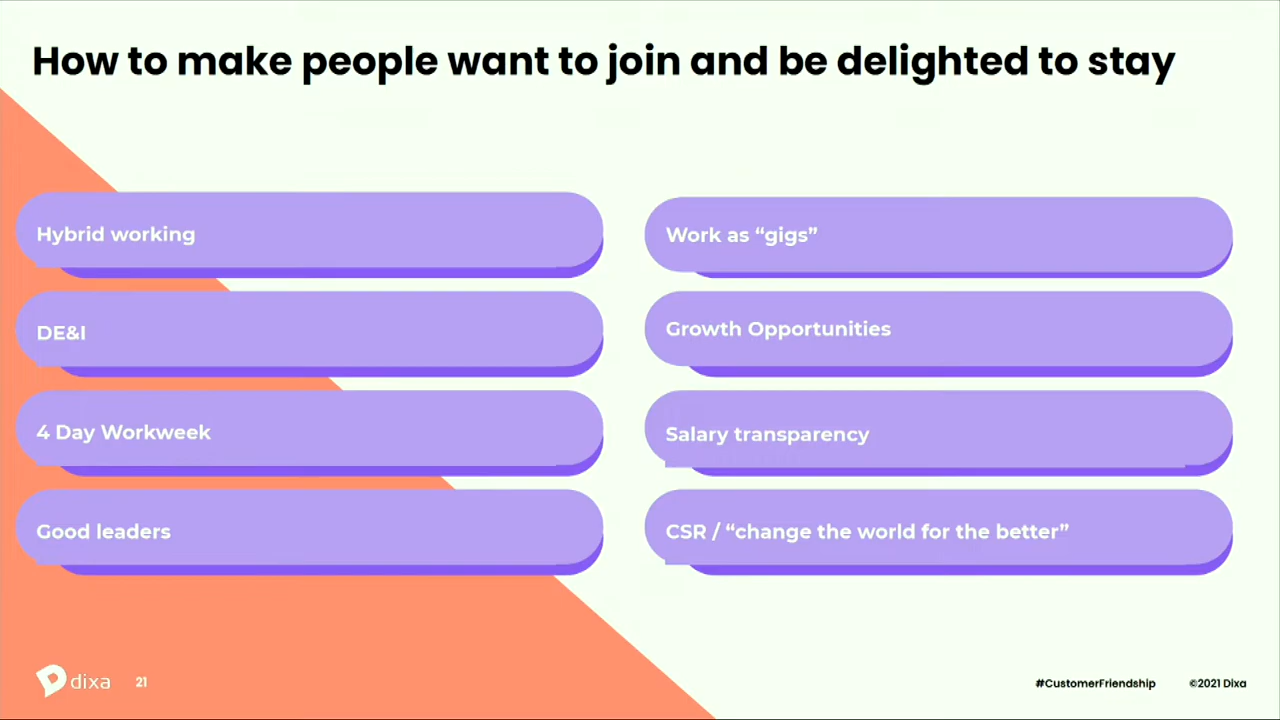 How to make people want to join and be delighted to stay
Hybrid working
DE&I
4 Day Workweek
Good leaders
Work as “gigs”
Growth Opportunities
Salary transparency
CSR / “change the world for the better”
dixa
21
#CustomerFriendship
©2021 Dixa